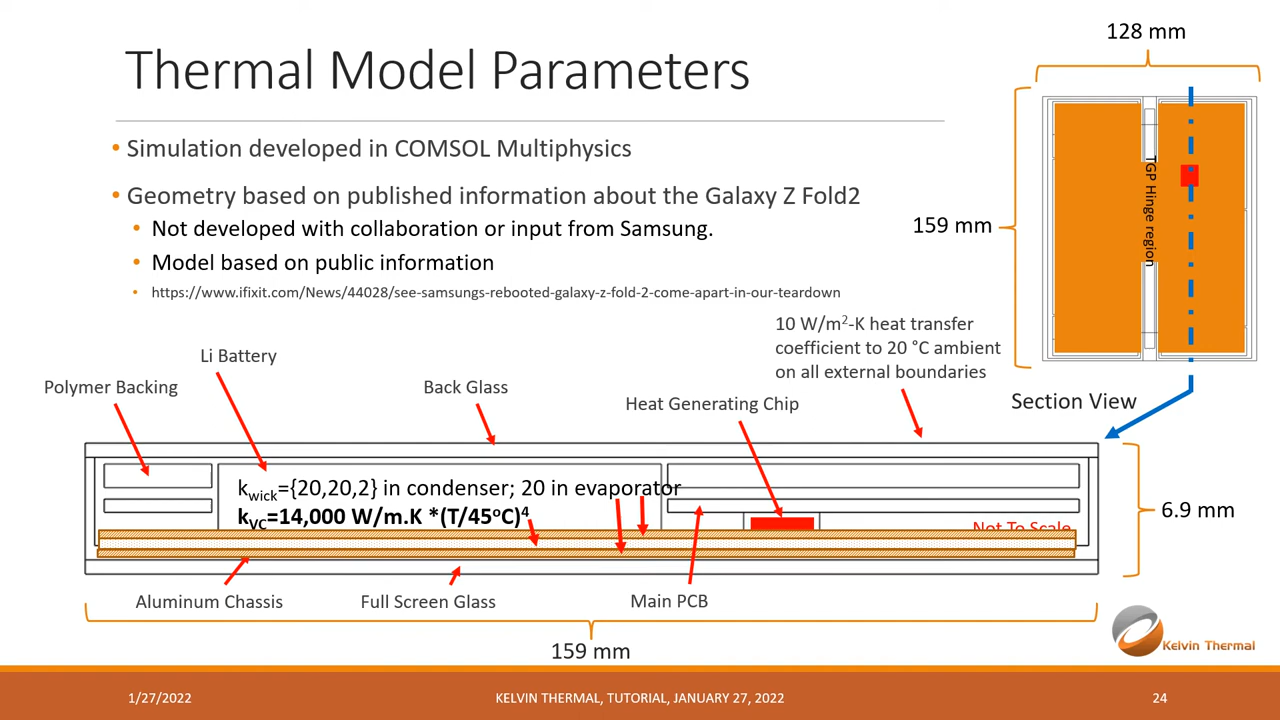 Thermal Model Parameters
• Simulation developed in COMSOL Multiphysics
• Geometry based on published information about the Galaxy Z Fold2
• Not developed with collaboration or input from Samsung.
• Model based on public information
• https://www.ifixit.com/News/44028/see-samsungs-rebooted-galaxy-z-fold-2-come-apart-in-our-teardown
128 mm
159 mm
TGP Hinge region
10 W/m²-K heat transfer
coefficient to 20 °C ambient
on all external boundaries
Li Battery
Polymer Backing
Back Glass
Heat Generating Chip
Section View
k_wick={20,20,2} in condenser; 20 in evaporator
k_VC=14,000 W/m.K *(T/45ºC)⁴
Not To Scale
6.9 mm
Aluminum Chassis
Full Screen Glass
Main PCB
159 mm
Kelvin Thermal
1/27/2022
KELVIN THERMAL, TUTORIAL, JANUARY 27, 2022
24